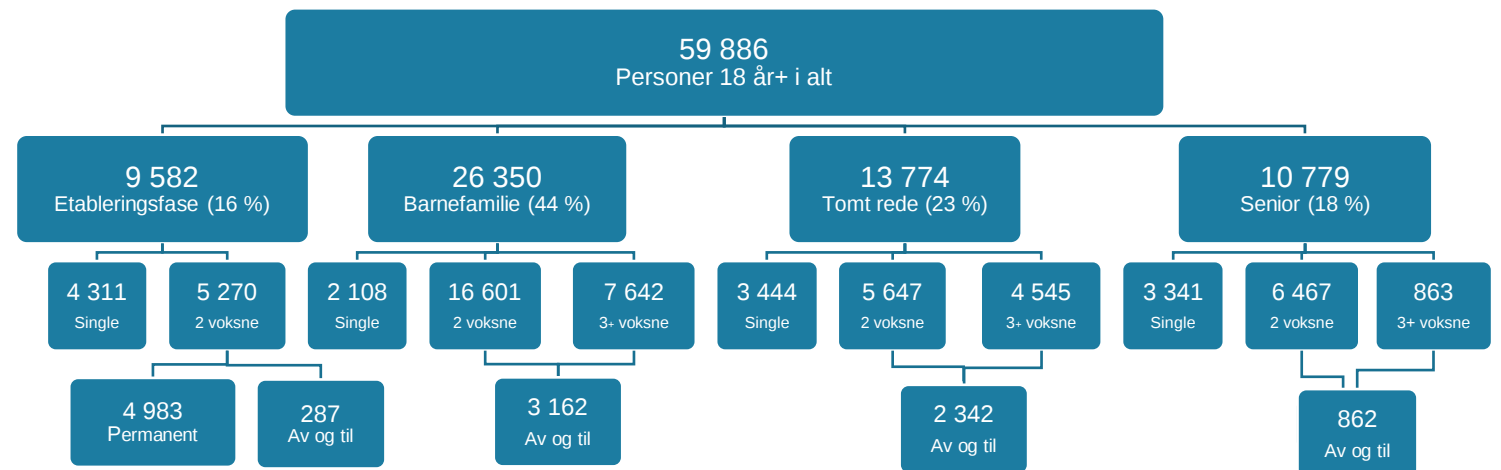 59 886
Personer 18 år+ i alt
9 582
Etableringsfase (16 %)
26 350
Barnefamilie (44 %)
13 774
Tomt rede (23 %)
10 779
Senior (18 %)
4 311
Single
5 270
2 voksne
2 108
Single
16 601
2 voksne
7 642
3+ voksne
3 444
Single
5 647
2 voksne
4 545
3+ voksne
3 341
Single
6 467
2 voksne
863
3+ voksne
4 983
Permanent
287
Av og til
3 162
Av og til
2 342
Av og til
862
Av og til